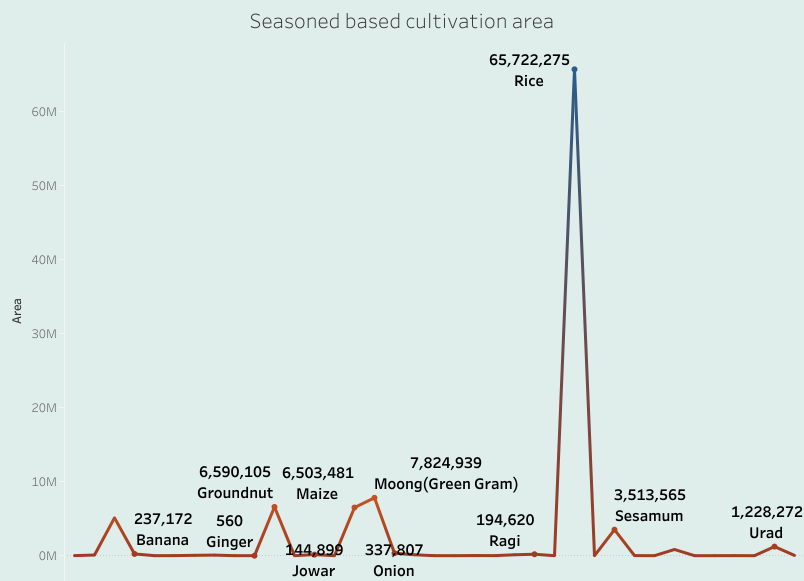 Seasoned based cultivation area
65,722,275
Rice
60M
50M
40M
Area
30M
20M
10M
0M
6,590,105
Groundnut
6,503,481
Maize
7,824,939
Moong(Green Gram)
237,172
Banana
560
Ginger
144,899
Jowar
337,807
Onion
194,620
Ragi
3,513,565
Sesamum
1,228,272
Urad